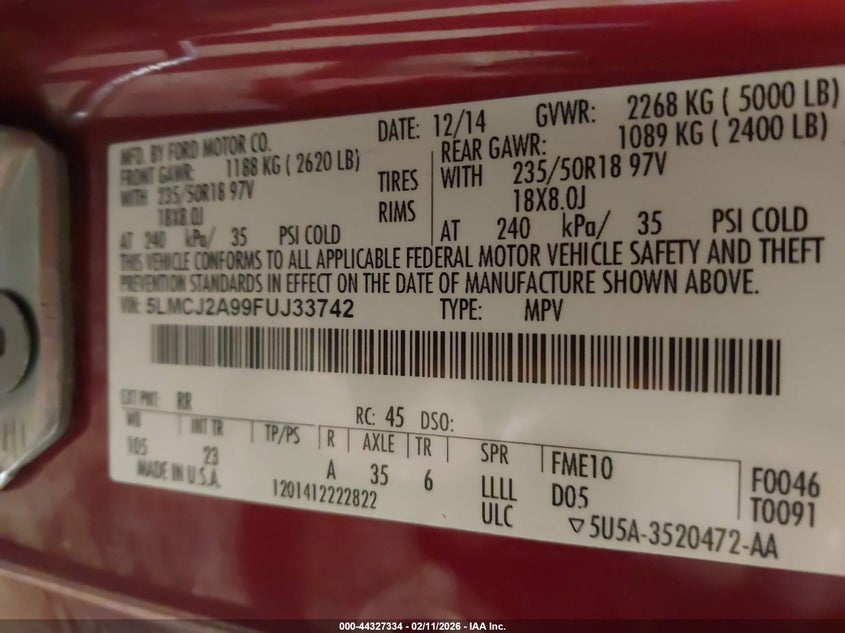 MFD. BY FORD MOTOR CO.
DATE: 12/14
GVWR: 2268 KG ( 5000 LB)
FRONT GAWR: 1188 KG ( 2620 LB)
REAR GAWR: 1089 KG ( 2400 LB)
WITH 235/50R18 97V
TIRES
WITH 235/50R18 97V
18X8.0J
RIMS
18X8.0J
AT 240 kPa/ 35 PSI COLD
AT 240 kPa/ 35 PSI COLD
THIS VEHICLE CONFORMS TO ALL APPLICABLE FEDERAL MOTOR VEHICLE SAFETY AND THEFT
PREVENTION STANDARDS IN EFFECT ON THE DATE OF MANUFACTURE SHOWN ABOVE.
VIN: 5LMCJ2A99FUJ33742
TYPE: MPV
EXT PNT: RR
RC: 45 DSO:
WB INT TR TP/PS R AXLE TR SPR
105 23 A 35 6 LLLL
ULC
FME10
D05
F0046
T0091
MADE IN U.S.A.
1201412222822
▽5U5A-3520472-AA
000-44327334 - 02/11/2026 - IAA Inc.